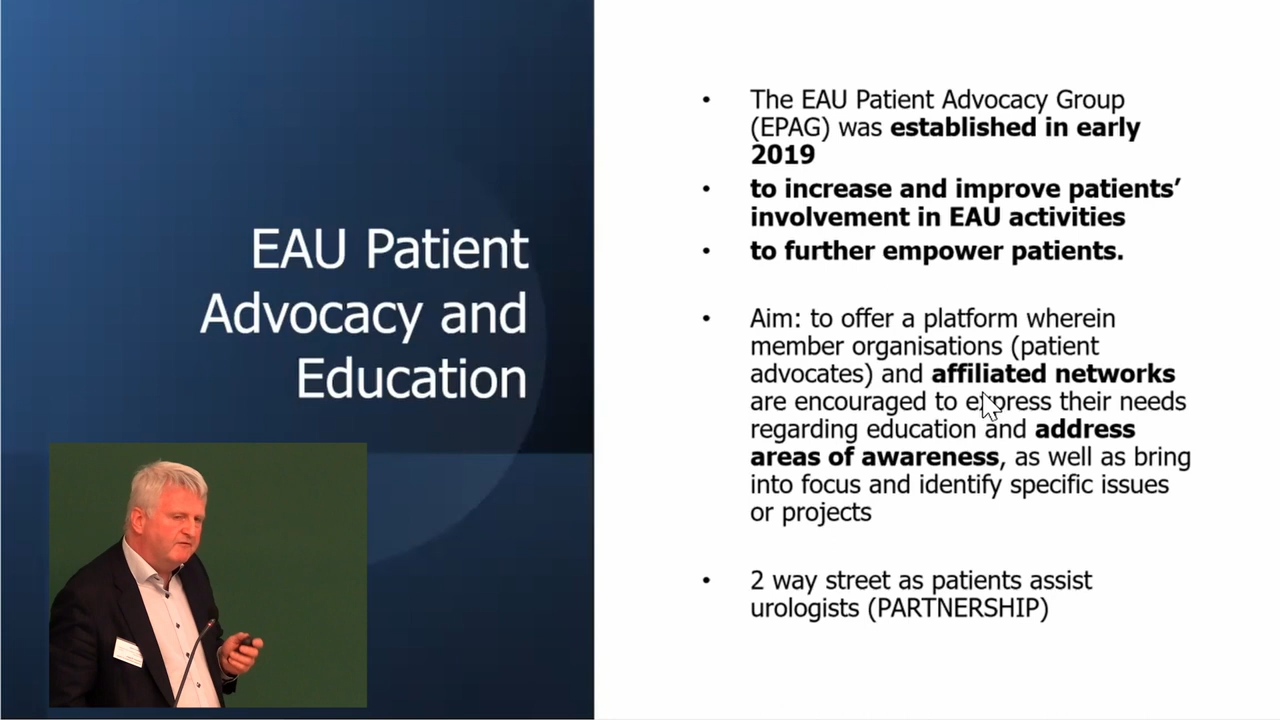 EAU Patient
Advocacy and
Education
• The EAU Patient Advocacy Group
(EPAG) was established in early
2019
• to increase and improve patients’
involvement in EAU activities
• to further empower patients.
• Aim: to offer a platform wherein
member organisations (patient
advocates) and affiliated networks
are encouraged to express their needs
regarding education and address
areas of awareness, as well as bring
into focus and identify specific issues
or projects
• 2 way street as patients assist
urologists (PARTNERSHIP)